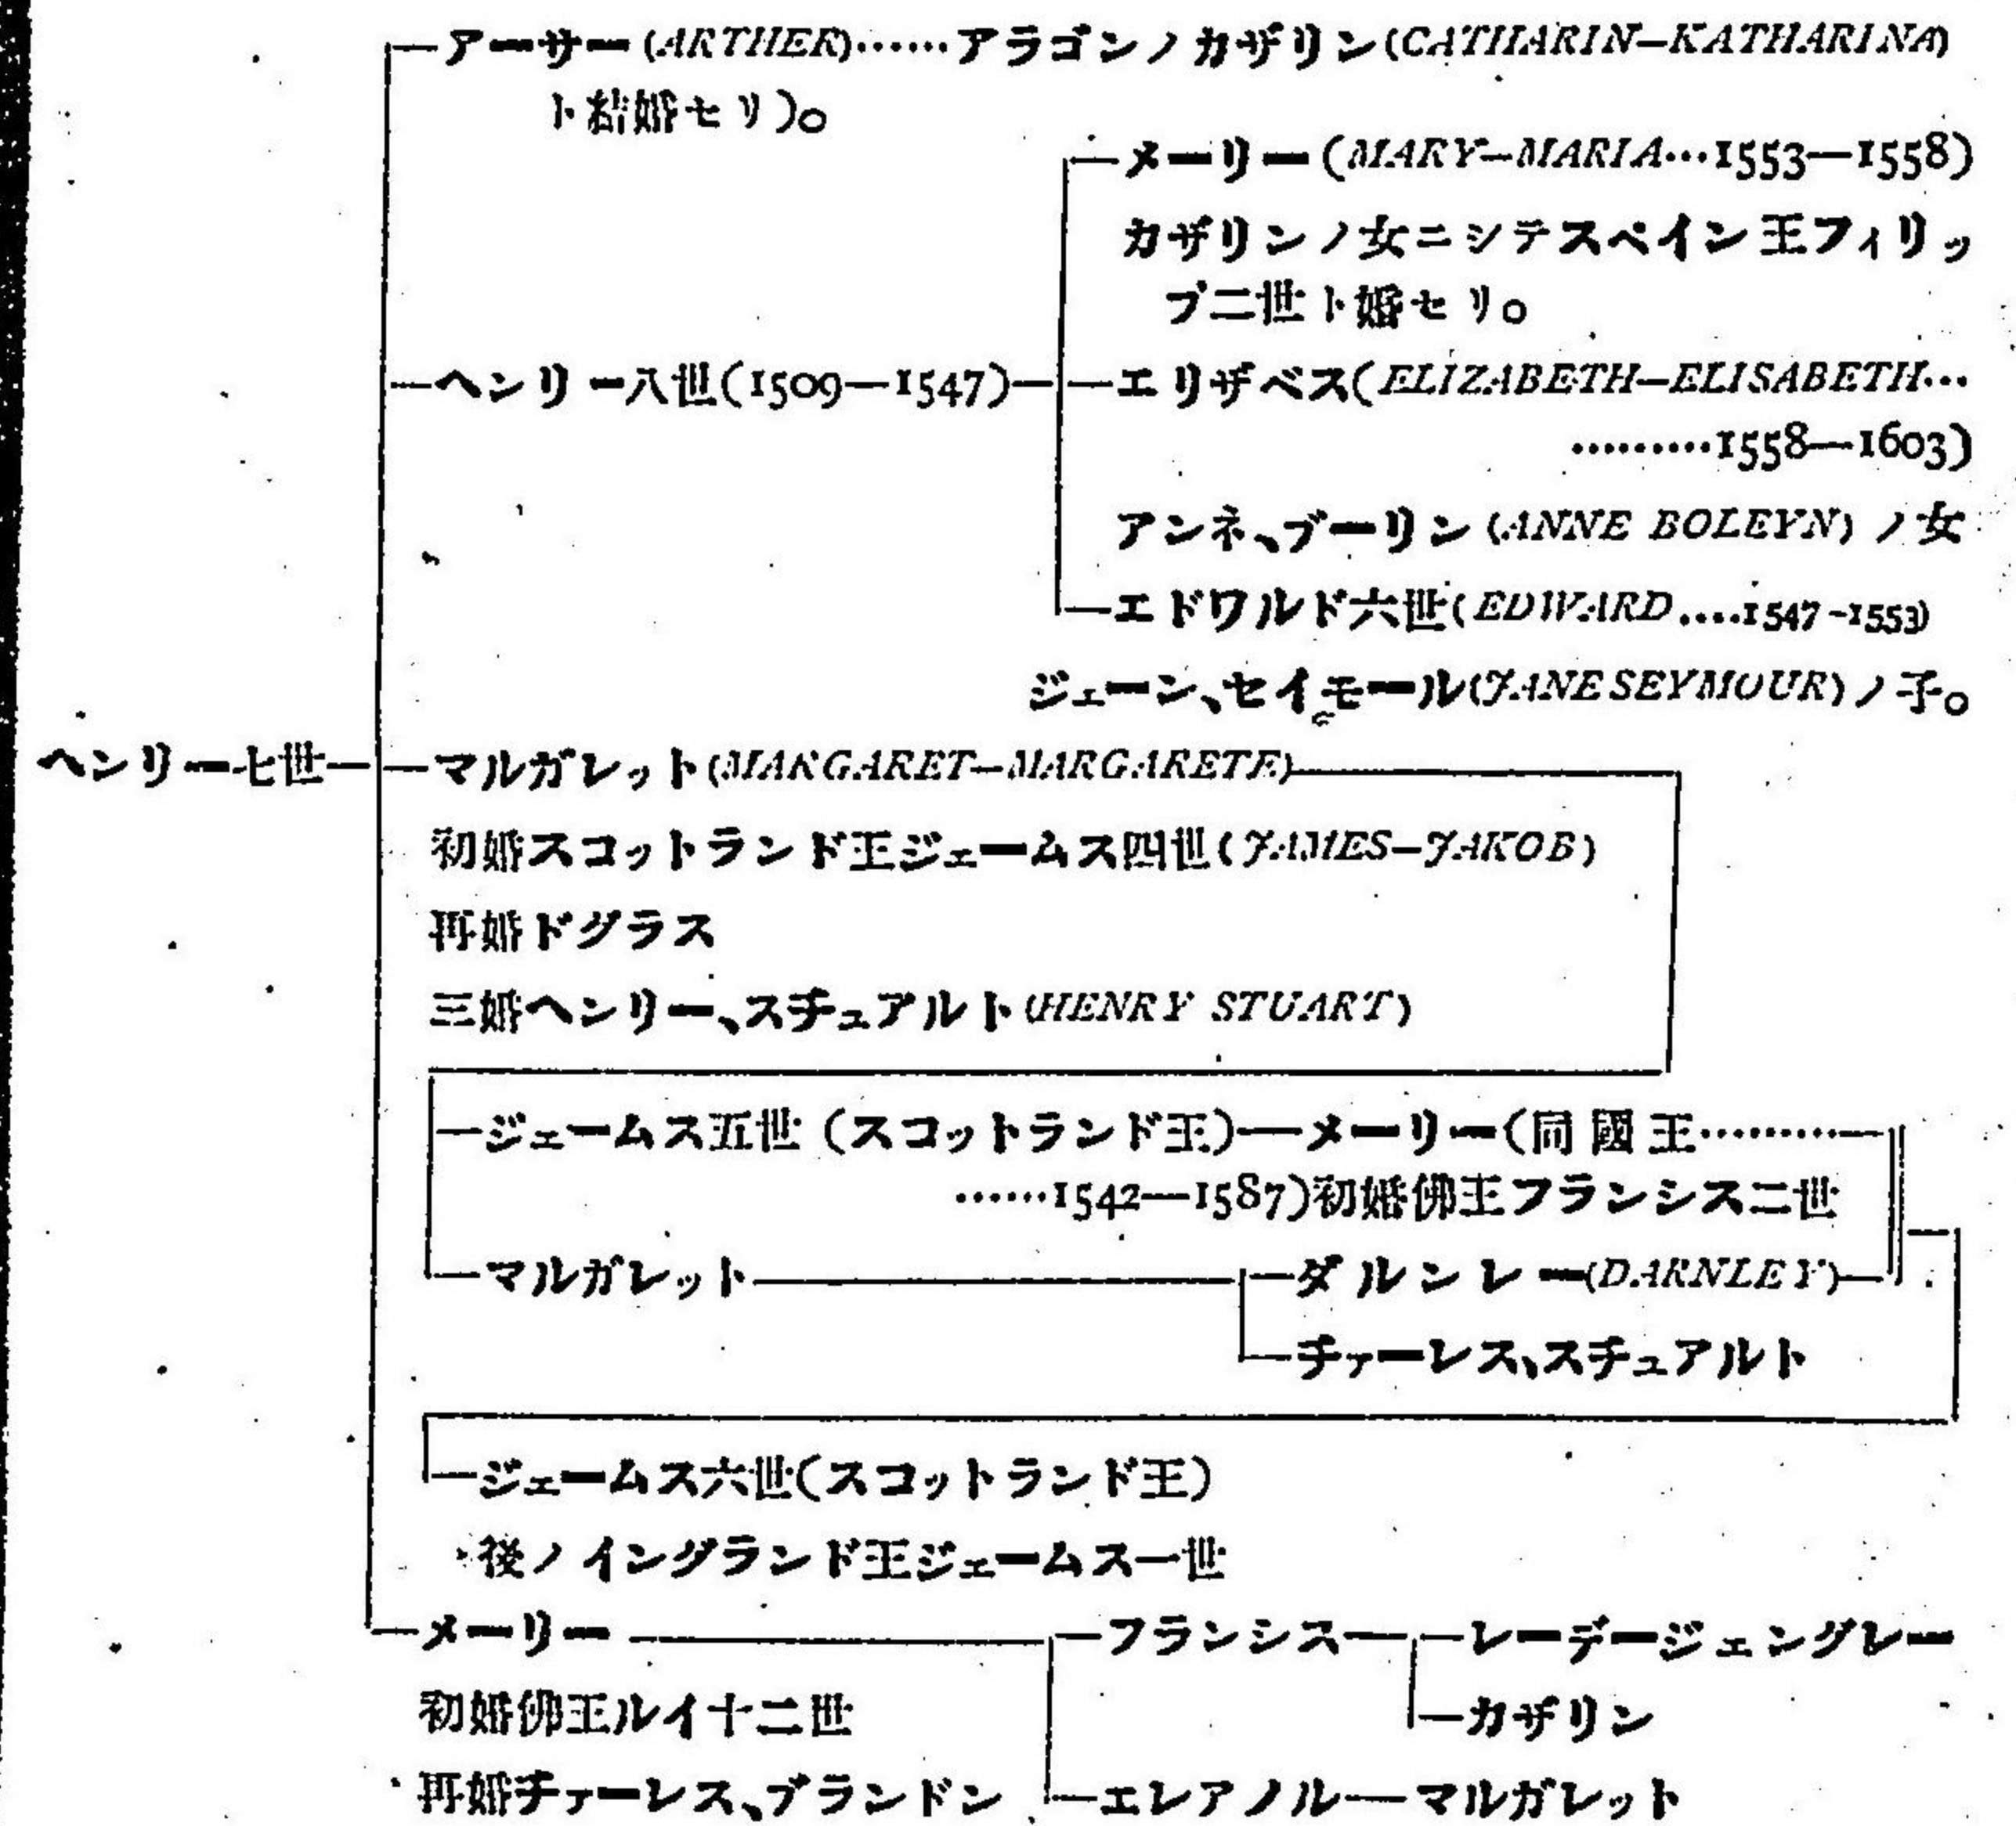 アーサー(ARTHER)……アラゴンノカザリン(CATHARIN—KATHARINA)
ト結婚セリ)。
メーリー(MARY—MARIA…1553—1558)
カザリンノ女ニシテスペイン王フィリッ
プ二世ト婚セリ。
ヘンリー八世(1509—1547)
エリザベス(ELIZABETH—ELISABETH…
………1558—1603)
アンネ、ブーリン(ANNE BOLEYN)ノ女
エドワルド六世(EDWARD....1547-1553)
ジェーン、セイモール(JANE SEYMOUR)ノ子。
ヘンリー七世
マルガレット(MARGARET—MARGARETE)
初婚スコットランド王ジェームス四世(JAMES—JAKOB)
再婚ドグラス
三婚ヘンリー、スチュアルト(HENRY STUART)
ジェームス五世(スコットランド王)—メーリー(同國王………
……1542—1587)初婚佛王フランシス二世
マルガレット
ダルンレー(DARNLEY)
チァーレス、スチュアルト
ジェームス六世(スコットランド王)
後ノイングランド王ジェームス一世
メーリー
フランシス
レーデージェングレー
初婚佛王ルイ十二世
カザリン
再婚チァーレス、ブランドン
エレアノル—マルガレット